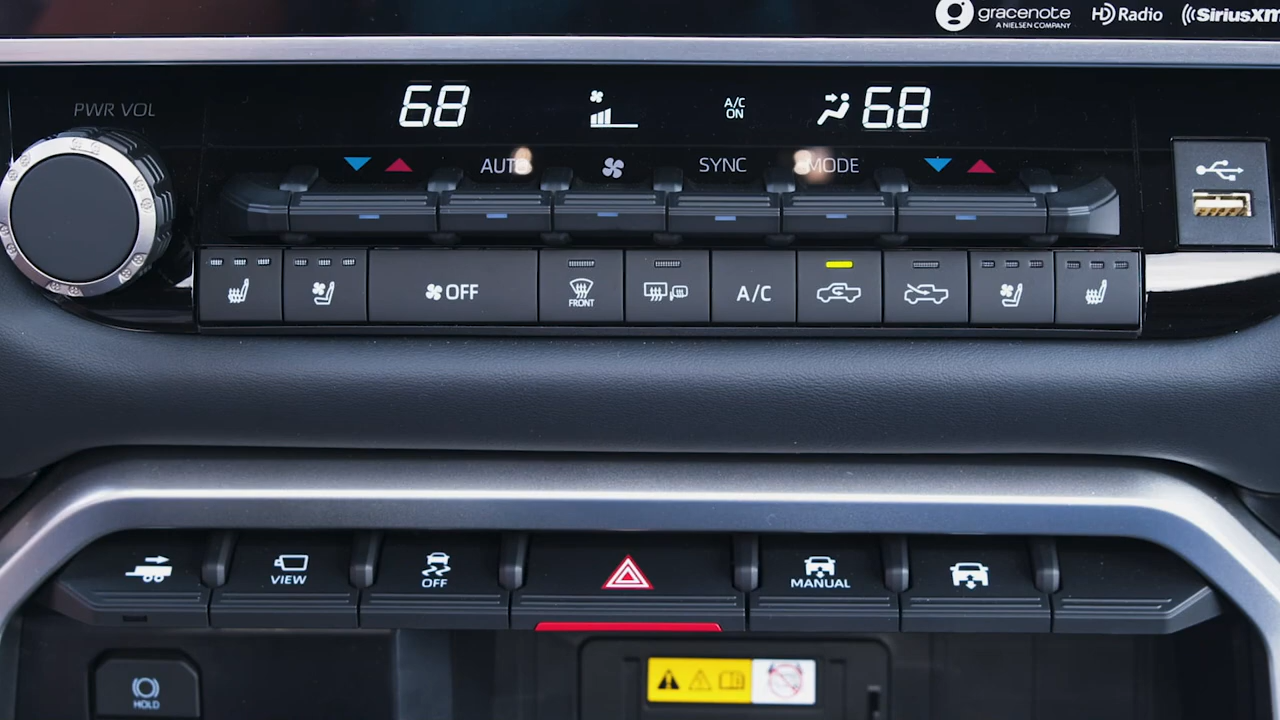 gracenote
A NIELSEN COMPANY
HD Radio
SiriusXM
PWR VOL
68
A/C
ON
68
AUTO
SYNC
MODE
OFF
FRONT
A/C
VIEW
OFF
MANUAL
HOLD